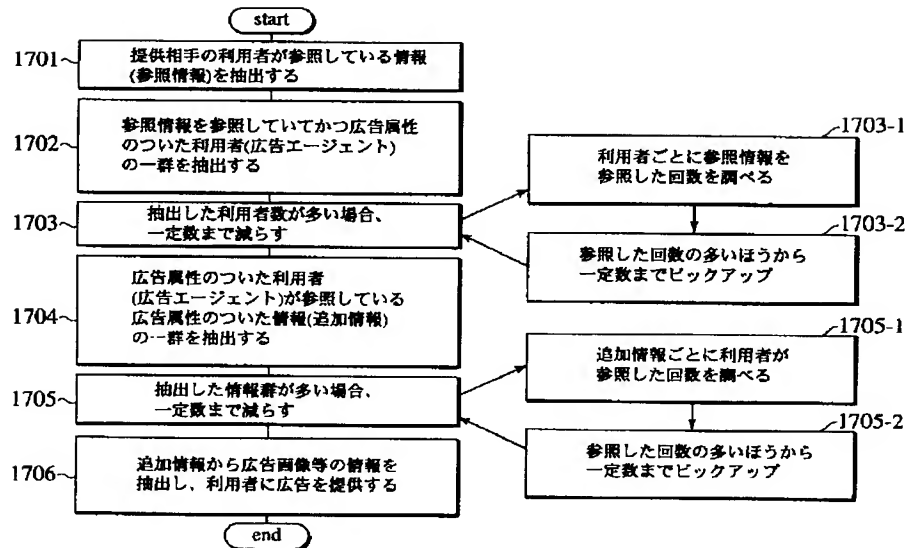 start
1701
提供相手の利用者が参照している情報
(参照情報)を抽出する
1702
参照情報を参照していてかつ広告属性
のついた利用者(広告エージェント)
の一群を抽出する
1703
抽出した利用者数が多い場合、
一定数まで減らす
1703-1
利用者ごとに参照情報を
参照した回数を調べる
1703-2
参照した回数の多いほうから
一定数までピックアップ
1704
広告属性のついた利用者
(広告エージェント)が参照している
広告属性のついた情報(追加情報)
の一群を抽出する
1705
抽出した情報群が多い場合、
一定数まで減らす
1705-1
追加情報ごとに利用者が
参照した回数を調べる
1705-2
参照した回数の多いほうから
一定数までピックアップ
1706
追加情報から広告画像等の情報を
抽出し、利用者に広告を提供する
end